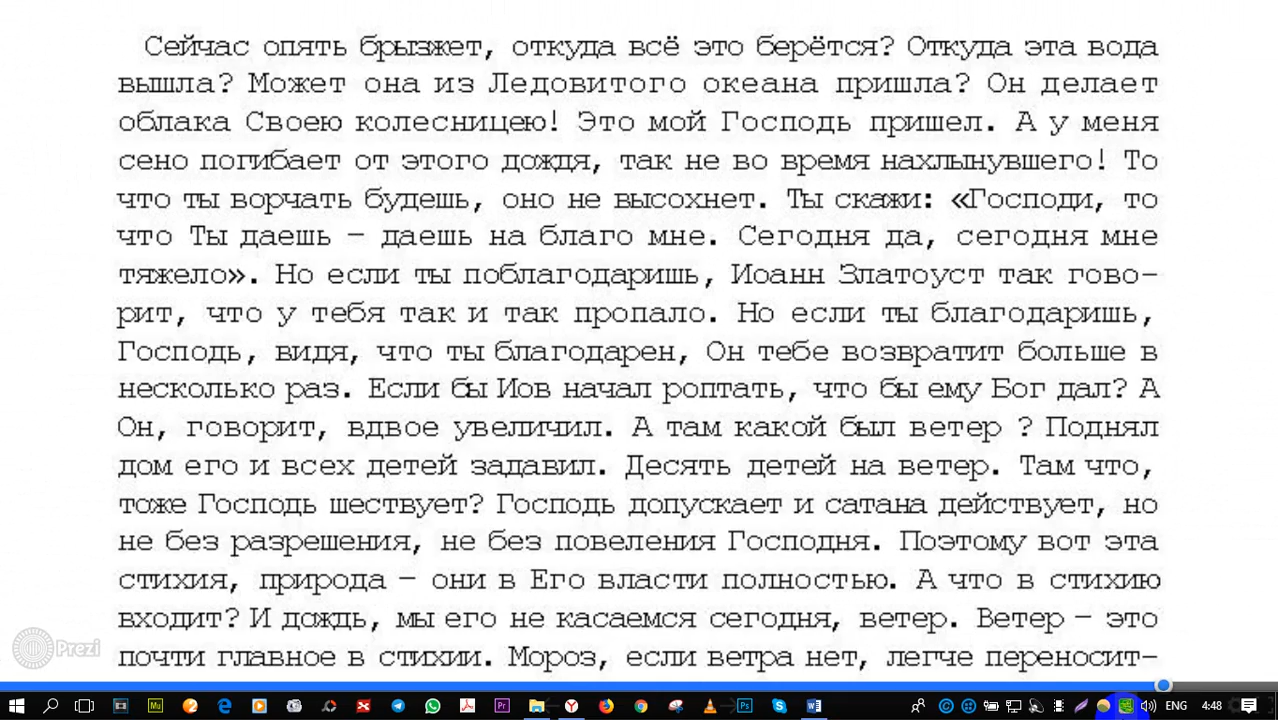 Сейчас опять брызжет, откуда всё это берётся? Откуда эта вода
вышла? Может она из Ледовитого океана пришла? Он делает
облака Своею колесницею! Это мой Господь пришел. А у меня
сено погибает от этого дождя, так не во время нахлынувшего! То
что ты ворчать будешь, оно не высохнет. Ты скажи: «Господи, то
что Ты даешь – даешь на благо мне. Сегодня да, сегодня мне
тяжело». Но если ты поблагодаришь, Иоанн Златоуст так гово-
рит, что у тебя так и так пропало. Но если ты благодаришь,
Господь, видя, что ты благодарен, Он тебе возвратит больше в
несколько раз. Если бы Иов начал роптать, что бы ему Бог дал? А
Он, говорит, вдвое увеличил. А там какой был ветер ? Поднял
дом его и всех детей задавил. Десять детей на ветер. Там что,
тоже Господь шествует? Господь допускает и сатана действует, но
не без разрешения, не без повеления Господня. Поэтому вот эта
стихия, природа – они в Его власти полностью. А что в стихию
входит? И дождь, мы его не касаемся сегодня, ветер. Ветер – это
почти главное в стихии. Мороз, если ветра нет, легче переносит-
Prezi
Mu
Pr
Ps
ENG
4:48